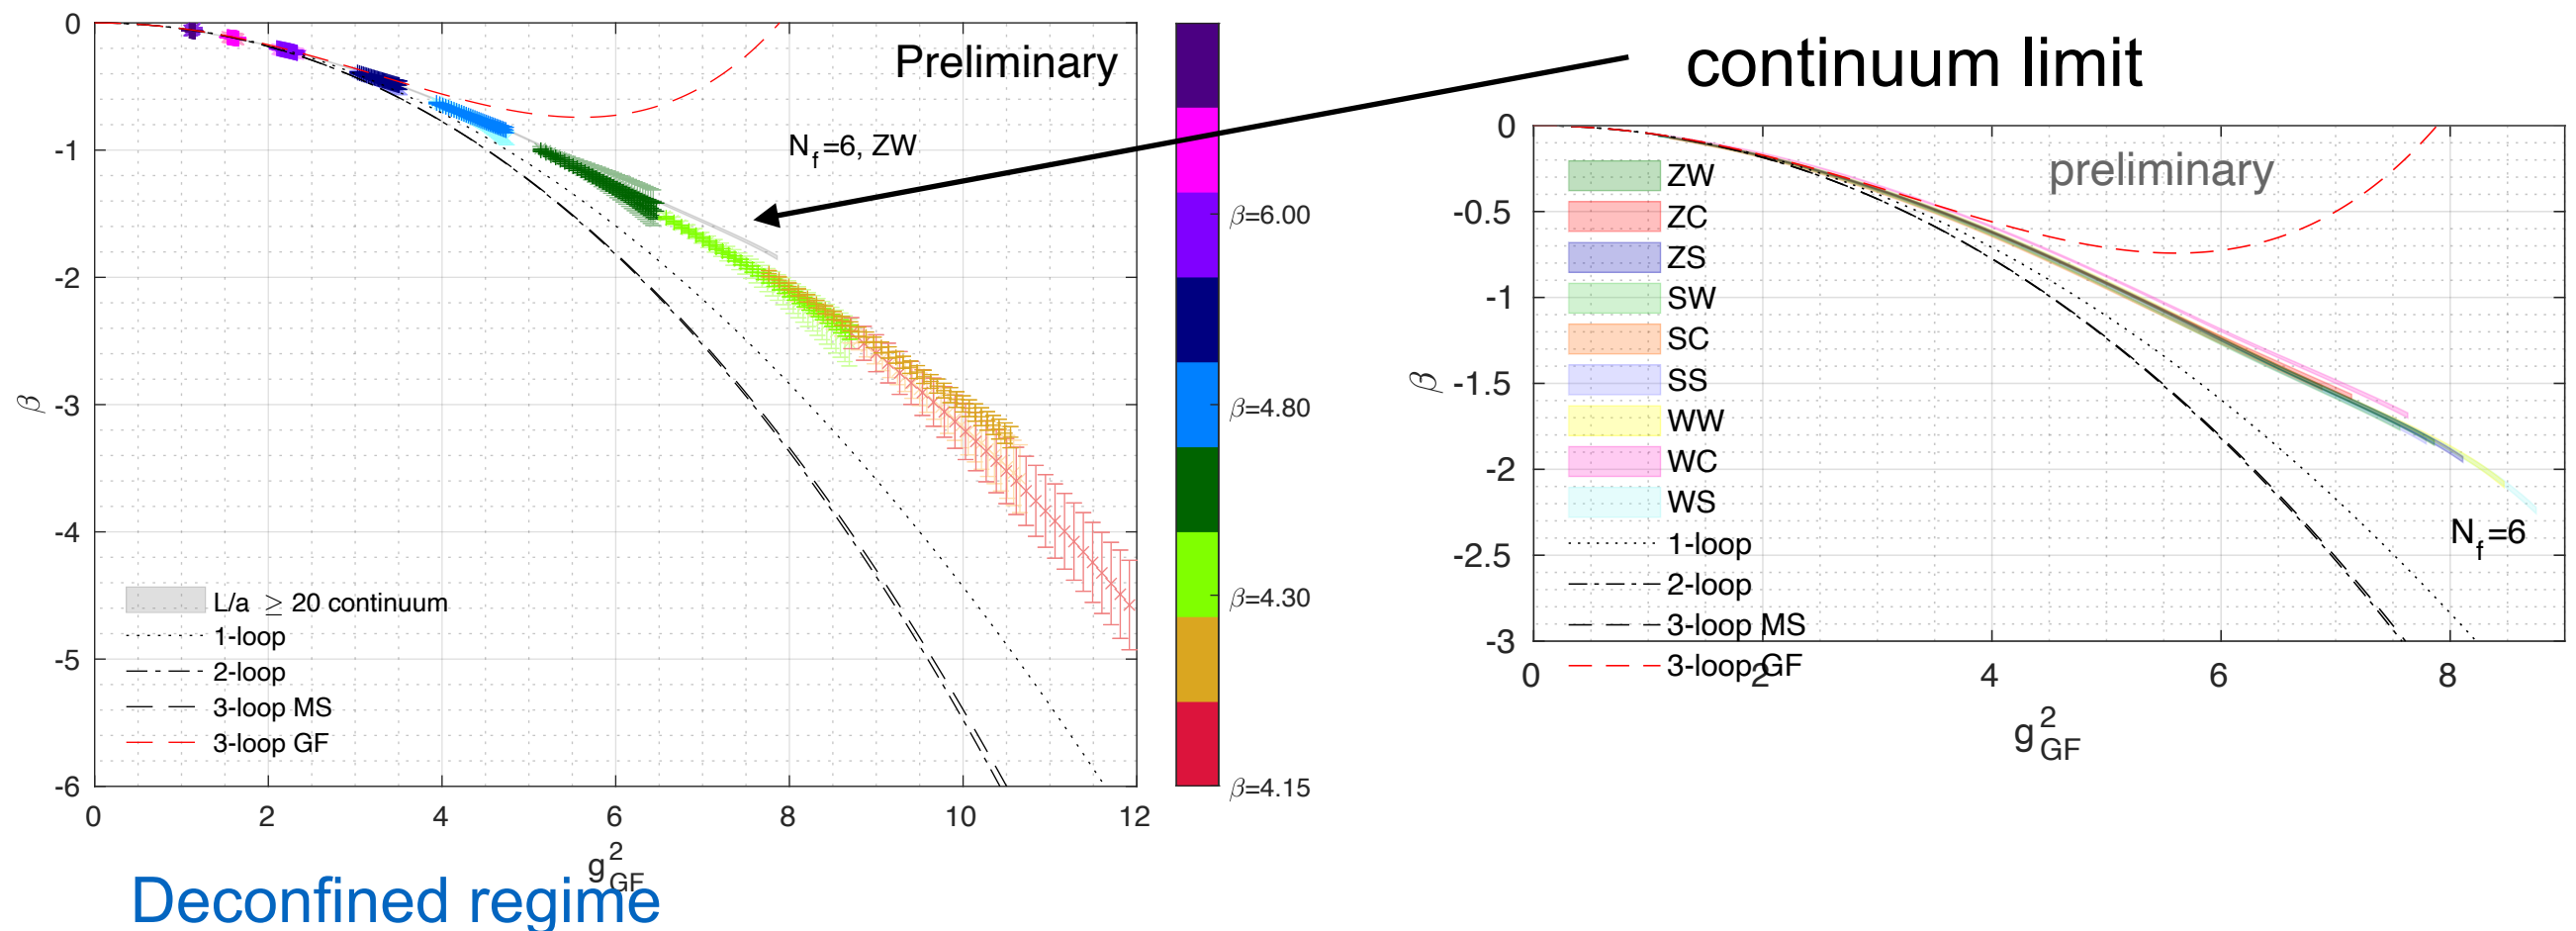 continuum limit
Preliminary
N_f=6, ZW
0
-1
-2
-3
-4
-5
-6
β
L/a ≥ 20 continuum
1-loop
2-loop
3-loop MS
3-loop GF
0 2 4 6 8 10 12
g²_GF
Deconfined regime
β=6.00
β=4.80
β=4.30
β=4.15
preliminary
0
-0.5
-1
-1.5
-2
-2.5
-3
β
ZW
ZC
ZS
SW
SC
SS
WW
WC
WS
1-loop
2-loop
3-loop MS
3-loop GF
N_f=6
0 2 4 6 8
g²_GF